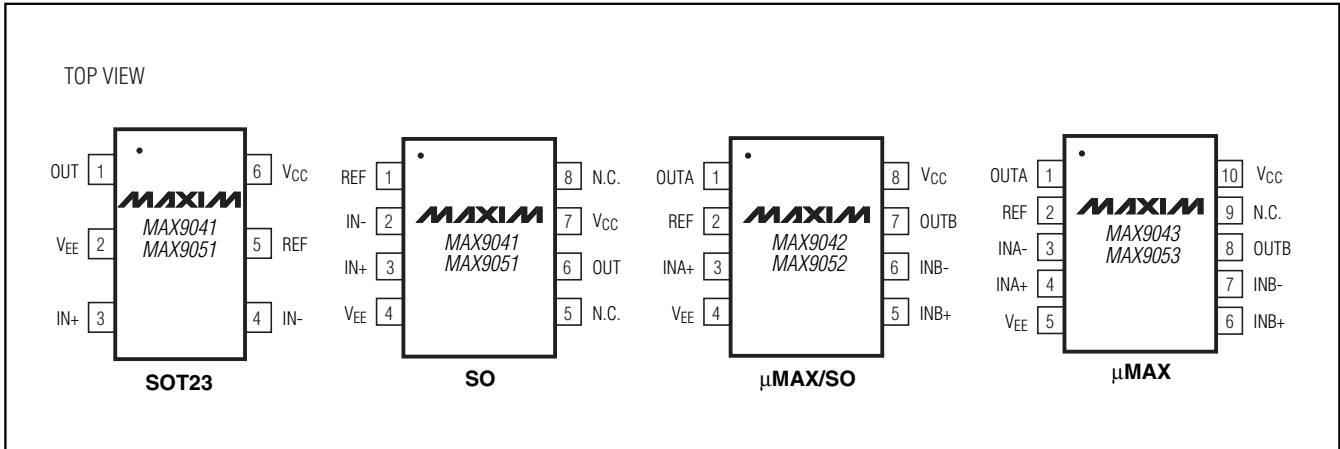 TOP VIEW
OUT 1
6 VCC
MAXIM
MAX9041
MAX9051
VEE 2
5 REF
IN+ 3
4 IN-
SOT23
REF 1
8 N.C.
IN- 2
7 VCC
MAXIM
MAX9041
MAX9051
IN+ 3
6 OUT
VEE 4
5 N.C.
SO
OUTA 1
8 VCC
REF 2
7 OUTB
MAXIM
MAX9042
MAX9052
INA+ 3
6 INB-
VEE 4
5 INB+
µMAX/SO
OUTA 1
10 VCC
REF 2
9 N.C.
MAXIM
MAX9043
MAX9053
INA- 3
8 OUTB
INA+ 4
7 INB-
VEE 5
6 INB+
µMAX